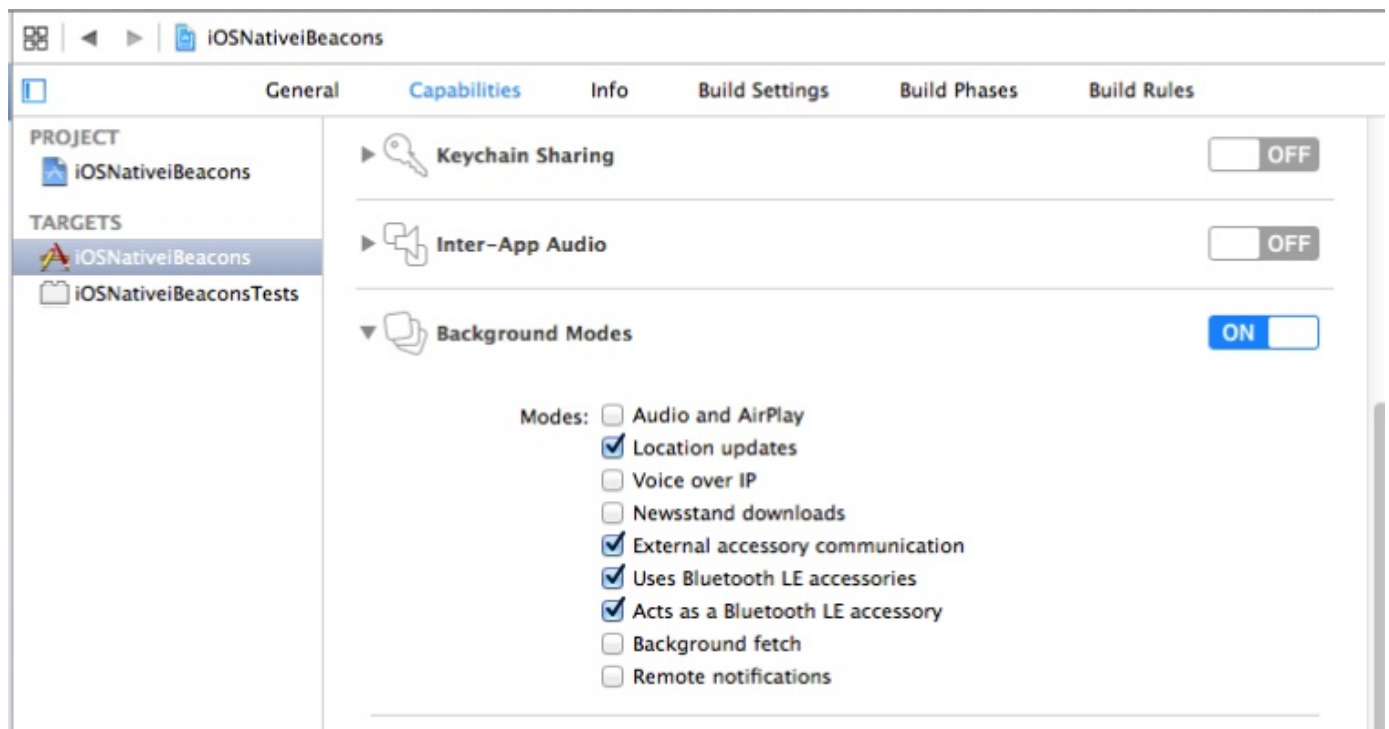 iOSNativeiBeacons
General Capabilities Info Build Settings Build Phases Build Rules
PROJECT
iOSNativeiBeacons
TARGETS
iOSNativeiBeacons
iOSNativeiBeaconsTests
Keychain Sharing OFF
Inter-App Audio OFF
Background Modes ON
Modes: Audio and AirPlay
Location updates
Voice over IP
Newsstand downloads
External accessory communication
Uses Bluetooth LE accessories
Acts as a Bluetooth LE accessory
Background fetch
Remote notifications